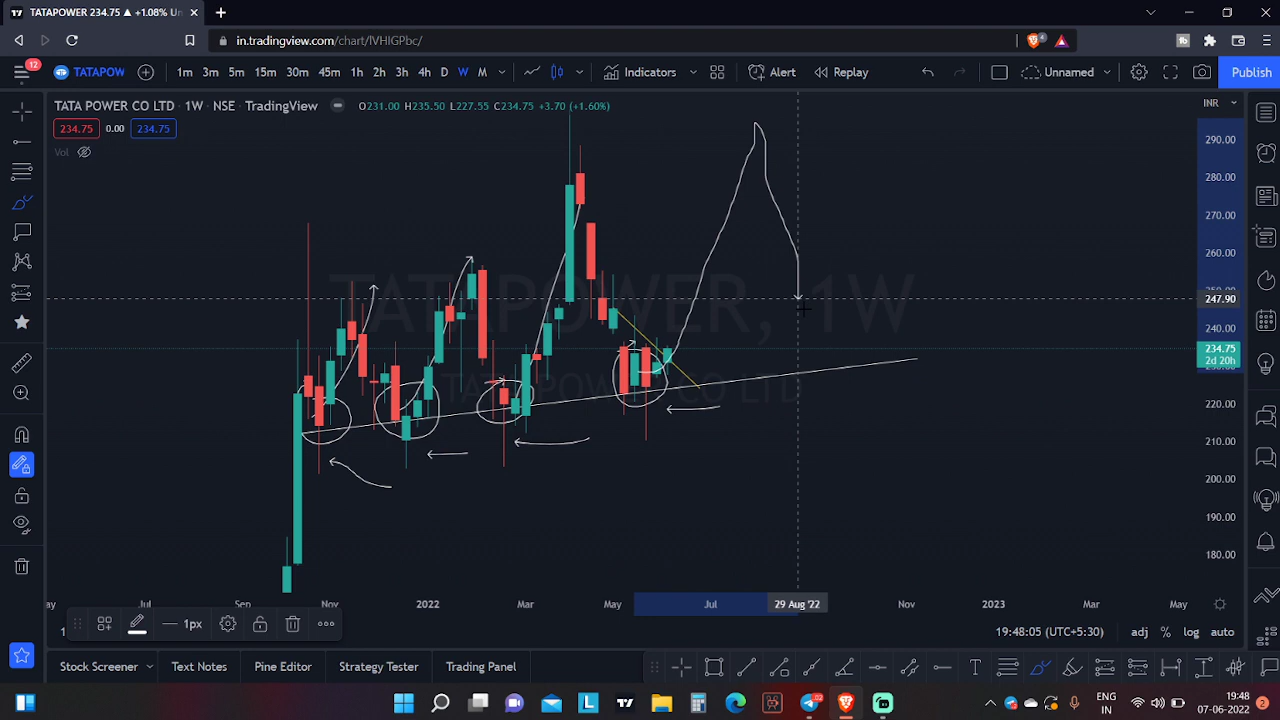 TATAPOWER 234.75 ▲ +1.08% Un
in.tradingview.com/chart/lVHlGPbc/
12 TATAPOW 1m 3m 5m 15m 30m 45m 1h 2h 3h 4h D W M Indicators Alert Replay Unnamed Publish
TATA POWER CO LTD · 1W · NSE · TradingView O231.00 H235.50 L227.55 C234.75 +3.70 (+1.60%) INR
234.75 0.00 234.75
Vol
TATAPOWER, 1W
TATA POWER CO LTD
290.00
280.00
270.00
260.00
247.90
240.00
234.75
2d 20h
220.00
210.00
200.00
190.00
180.00
Jul Sep Nov 2022 Mar May Jul 29 Aug '22 Nov 2023 Mar May
1px
19:48:05 (UTC+5:30) adj % log auto
Stock Screener Text Notes Pine Editor Strategy Tester Trading Panel
ENG 19:48
IN 07-06-2022 2